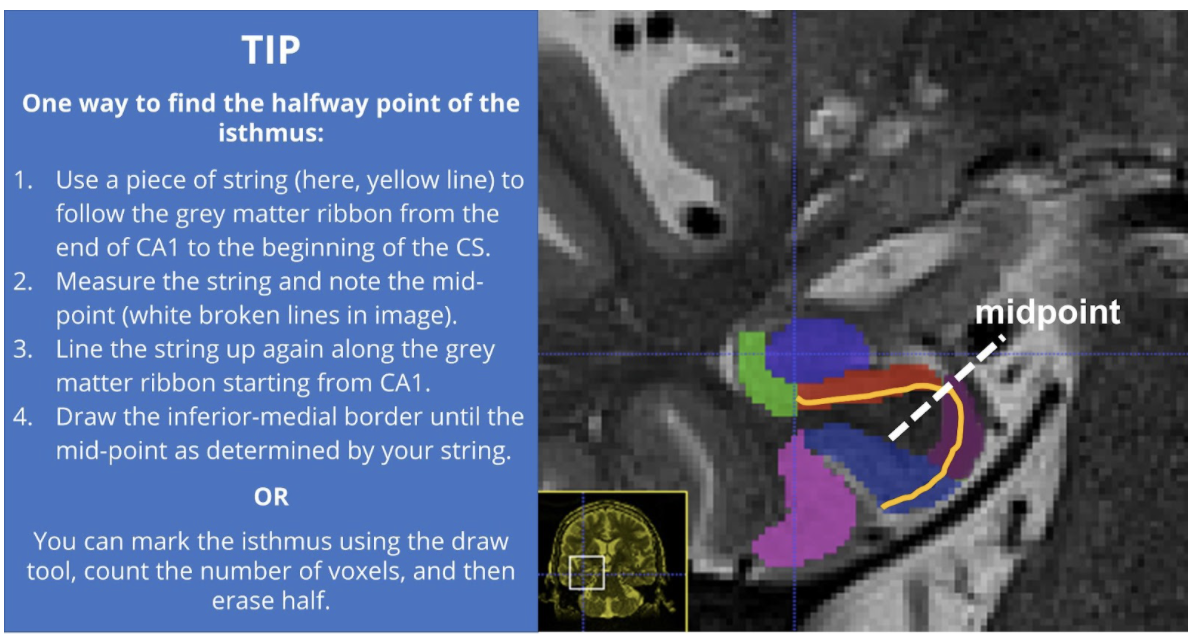 TIP
One way to find the halfway point of the
isthmus:
1. Use a piece of string (here, yellow line) to
follow the grey matter ribbon from the
end of CA1 to the beginning of the CS.
2. Measure the string and note the mid-
point (white broken lines in image).
3. Line the string up again along the grey
matter ribbon starting from CA1.
4. Draw the inferior-medial border until the
mid-point as determined by your string.
OR
You can mark the isthmus using the draw
tool, count the number of voxels, and then
erase half.
midpoint